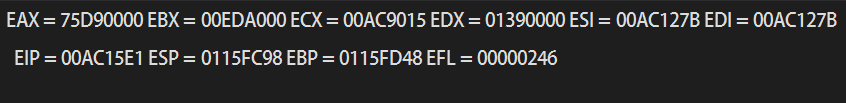 EAX = 75D90000 EBX = 00EDA000 ECX = 00AC9015 EDX = 01390000 ESI = 00AC127B EDI = 00AC127B
EIP = 00AC15E1 ESP = 0115FC98 EBP = 0115FD48 EFL = 00000246